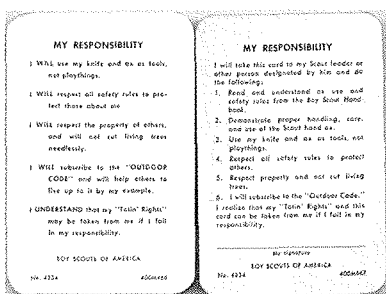 MY RESPONSIBILITY
I WILL use my knife and ax as tools,
not playthings.
I WILL respect all safety rules to pro-
tect those about me
I WILL respect the property of others,
and will not cut living trees
needlessly.
I WILL subscribe to the "OUTDOOR
CODE" and will help others to
live up to it by my example.
I UNDERSTAND that my "Totin' Rights"
may be taken from me if I fail
in my responsibility.
BOY SCOUTS OF AMERICA
No. 4234
MY RESPONSIBILITY
I will take this card to my Scout leader or
other person designated by him and do
the following:
1. Read and understand ax use and
safety rules from the Boy Scout Hand-
book.
2. Demonstrate proper handling, care,
and use of the Scout hand ax.
3. Use my knife and ax as tools, not
playthings.
4. Respect all safety rules to protect
others.
5. Respect property and cut no living
trees.
6. I will subscribe to the "Outdoor Code."
I realize that my "Totin' Rights" and this
card can be taken from me if I fail in my
responsibility.
My signature
BOY SCOUTS OF AMERICA
No. 4234